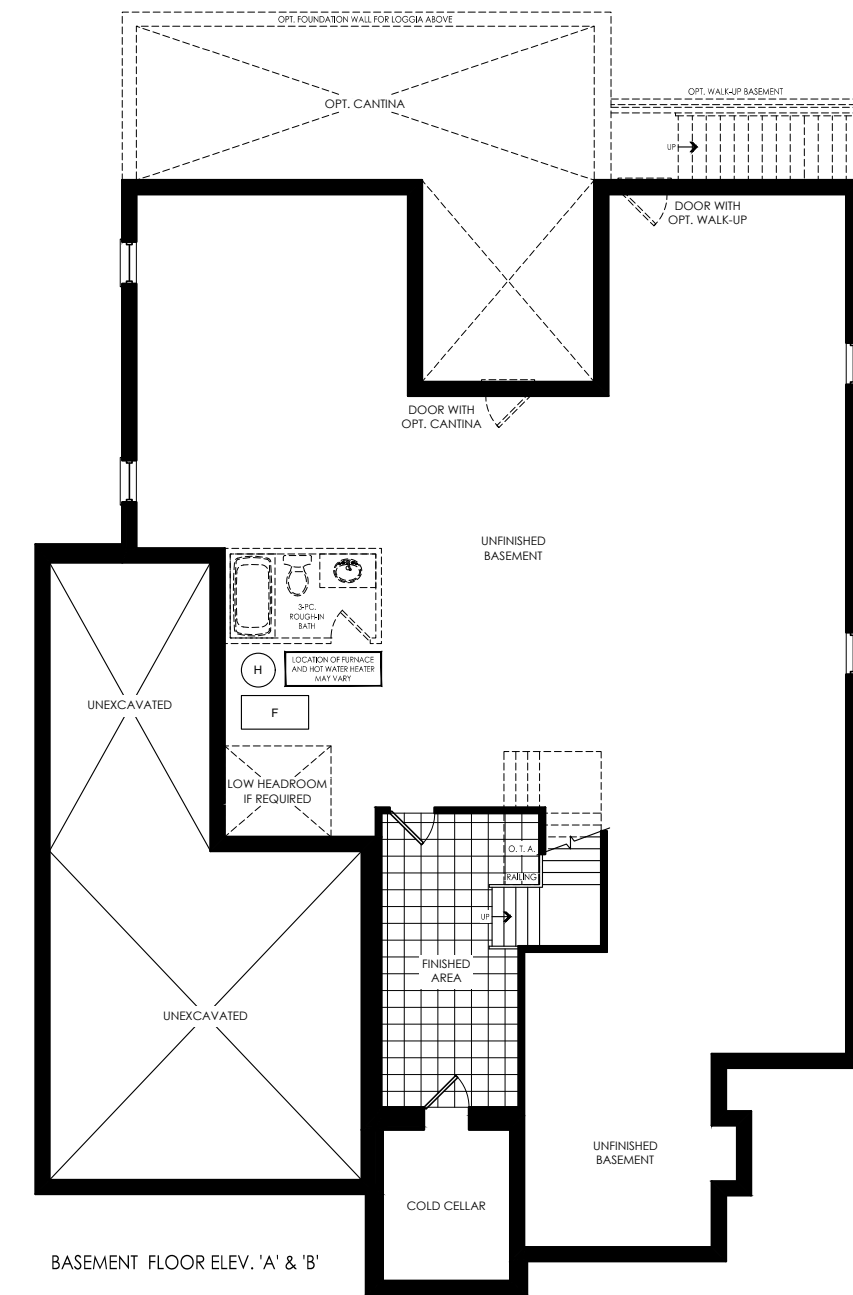 OPT. FOUNDATION WALL FOR LOGGIA ABOVE
OPT. CANTINA
OPT. WALK-UP BASEMENT
UP
DOOR WITH
OPT. WALK-UP
DOOR WITH
OPT. CANTINA
UNFINISHED
BASEMENT
3-PC.
ROUGH-IN
BATH
H
LOCATION OF FURNACE
AND HOT WATER HEATER
MAY VARY
F
UNEXCAVATED
LOW HEADROOM
IF REQUIRED
O. T. A.
RAILING
UP
FINISHED
AREA
UNEXCAVATED
UNFINISHED
BASEMENT
COLD CELLAR
BASEMENT FLOOR ELEV. 'A' & 'B'